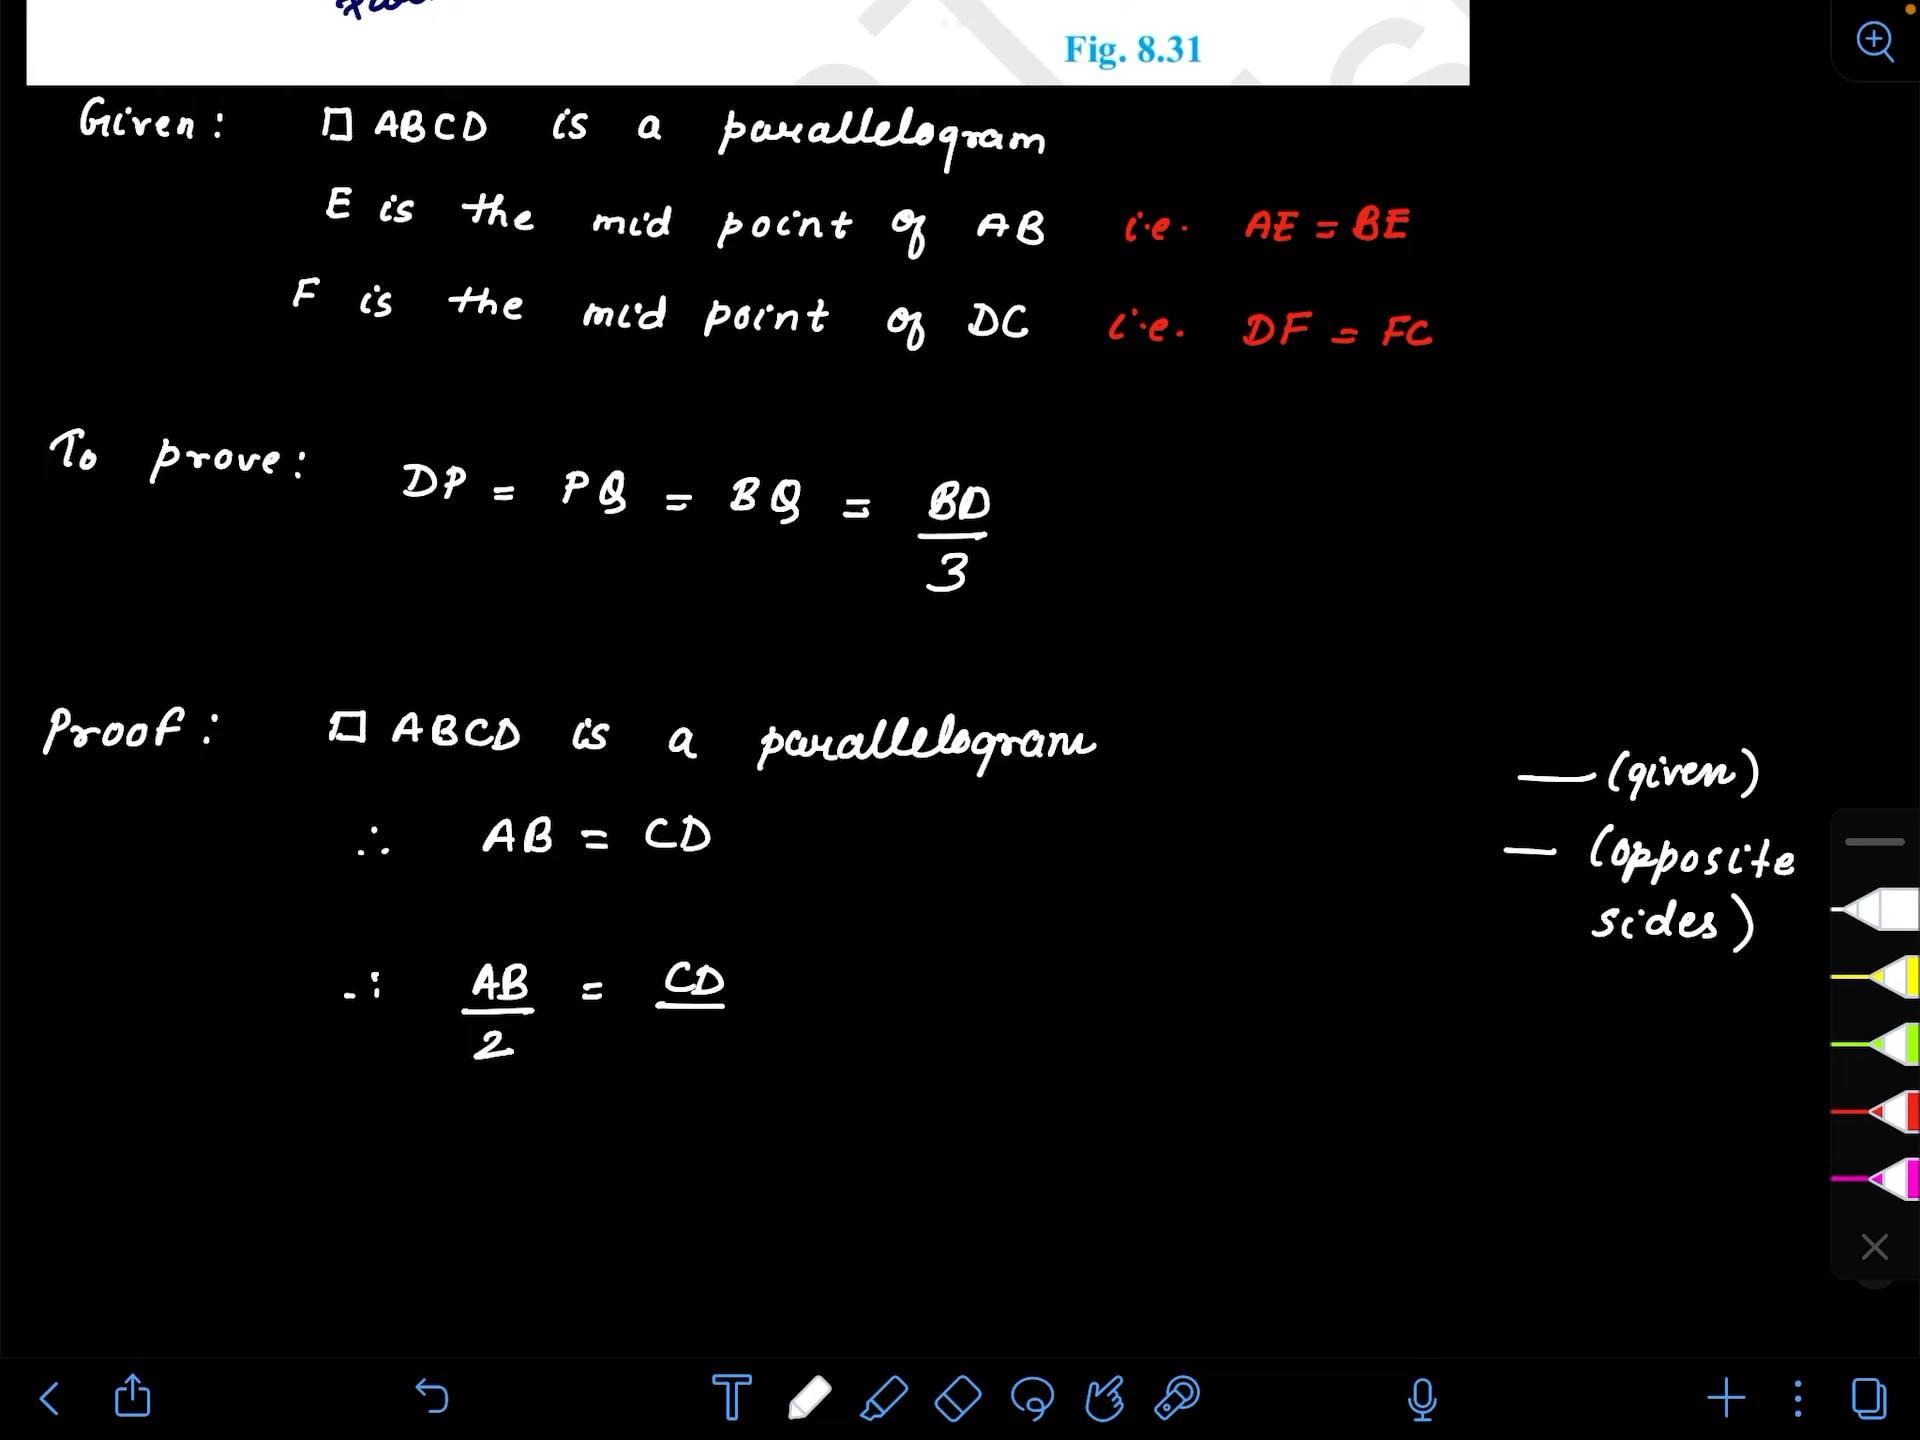 Fig. 8.31
Given: □ ABCD is a parallelogram
E is the mid point of AB i.e. AE = BE
F is the mid point of DC i.e. DF = FC
To prove: DP = PQ = BQ = BD/3
Proof: □ ABCD is a parallelogram —(given)
∴ AB = CD — (opposite sides)
∴ AB/2 = CD